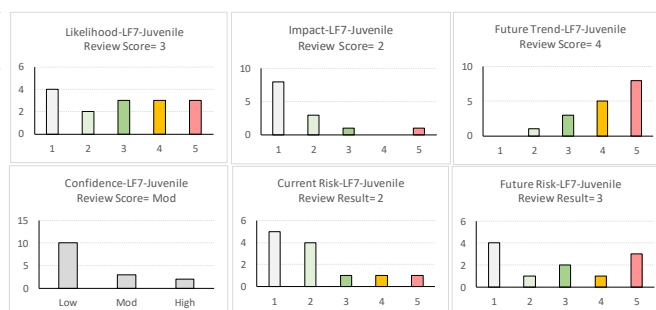 Likelihood-LF7-Juvenile
Review Score= 3
6
4
2
0
1 2 3 4 5
Impact-LF7-Juvenile
Review Score= 2
10
5
0
1 2 3 4 5
Future Trend-LF7-Juvenile
Review Score= 4
10
5
0
1 2 3 4 5
Confidence-LF7-Juvenile
Review Score= Mod
15
10
5
0
Low Mod High
Current Risk-LF7-Juvenile
Review Result= 2
6
4
2
0
1 2 3 4 5
Future Risk-LF7-Juvenile
Review Result= 3
6
4
2
0
1 2 3 4 5